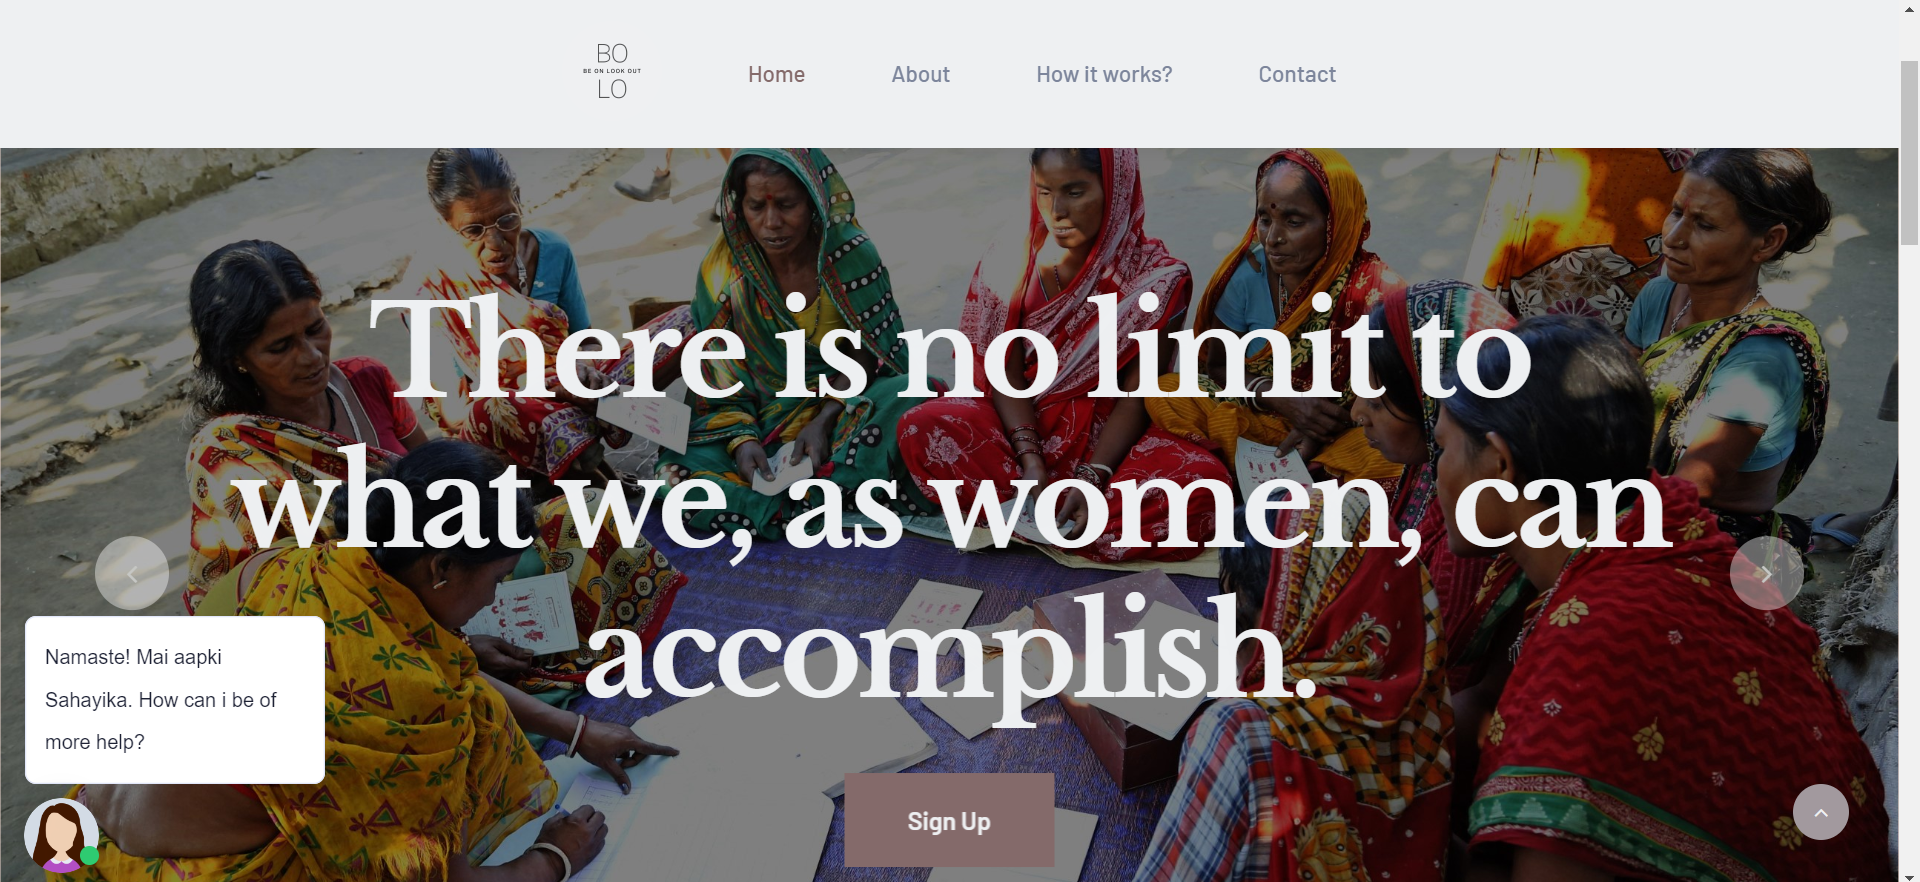 BO
BE ON LOOK OUT
LO
Home
About
How it works?
Contact
There is no limit to
what we, as women, can
accomplish.
Namaste! Mai aapki
Sahayika. How can i be of
more help?
Sign Up